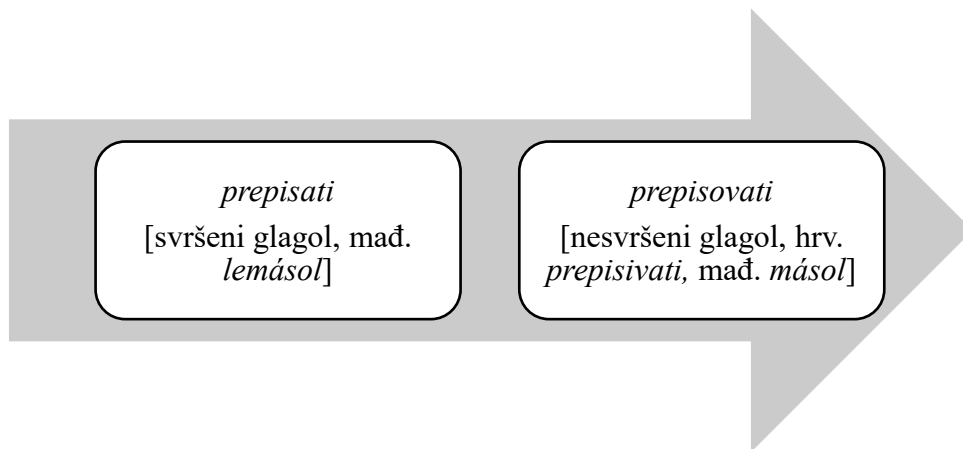 prepisati
[svršeni glagol, mađ.
lemásol]
prepisovati
[nesvršeni glagol, hrv.
prepisivati, mađ. másol]